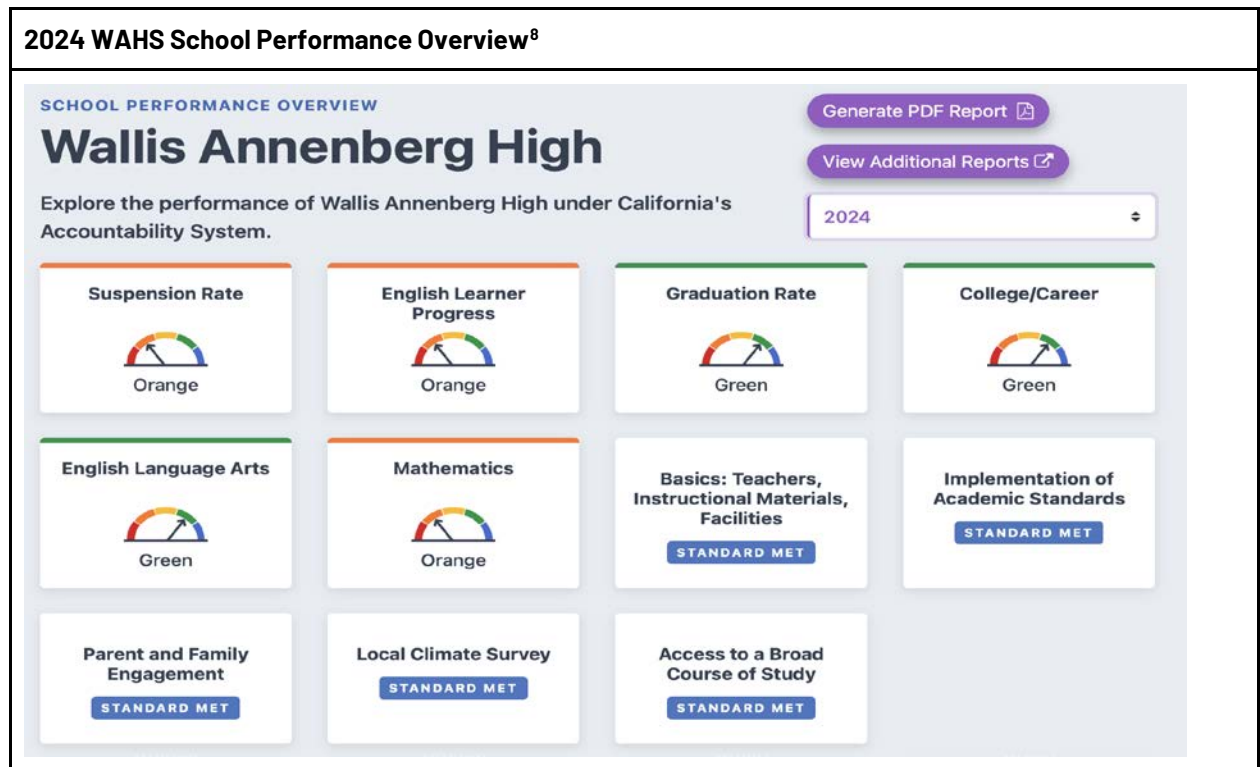 2024 WAHS School Performance Overview⁸
SCHOOL PERFORMANCE OVERVIEW
Wallis Annenberg High
Explore the performance of Wallis Annenberg High under California's
Accountability System.
Generate PDF Report
View Additional Reports
2024
Suspension Rate
Orange
English Learner
Progress
Orange
Graduation Rate
Green
College/Career
Green
English Language Arts
Green
Mathematics
Orange
Basics: Teachers,
Instructional Materials,
Facilities
STANDARD MET
Implementation of
Academic Standards
STANDARD MET
Parent and Family
Engagement
STANDARD MET
Local Climate Survey
STANDARD MET
Access to a Broad
Course of Study
STANDARD MET